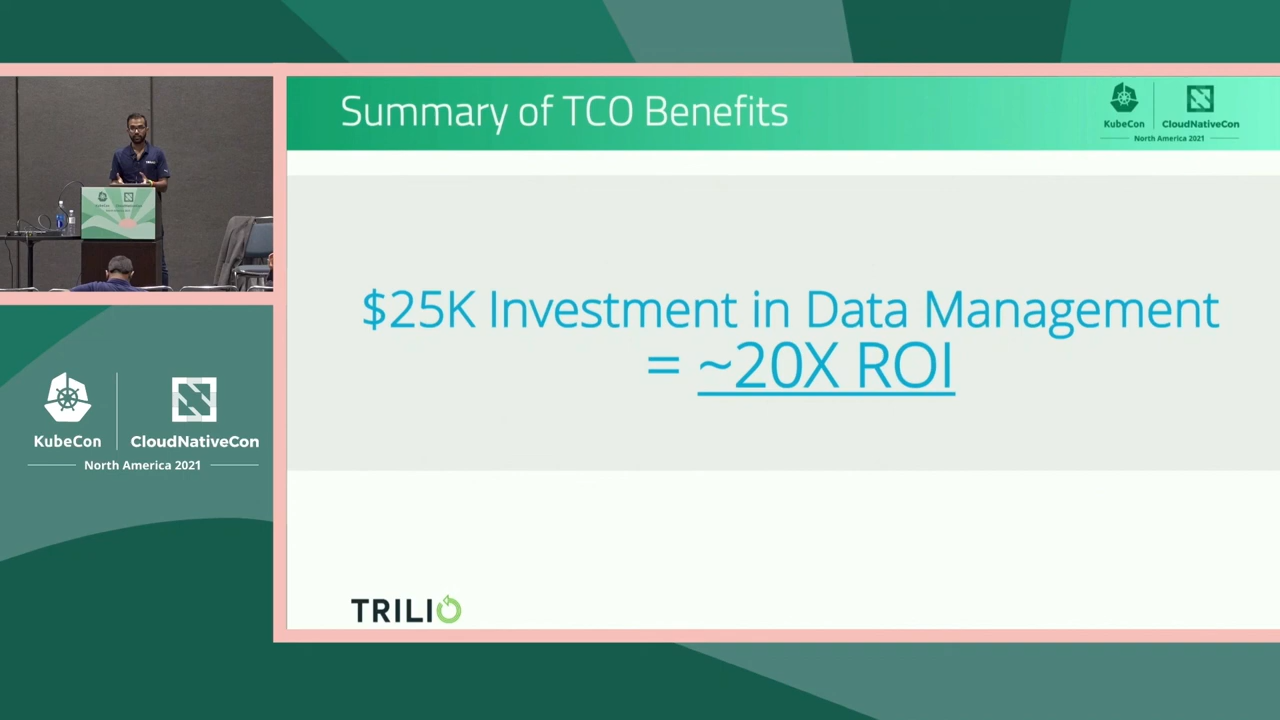 Summary of TCO Benefits
KubeCon
CloudNativeCon
North America 2021
$25K Investment in Data Management
= ~20X ROI
TRILIO
KubeCon
CloudNativeCon
North America 2021